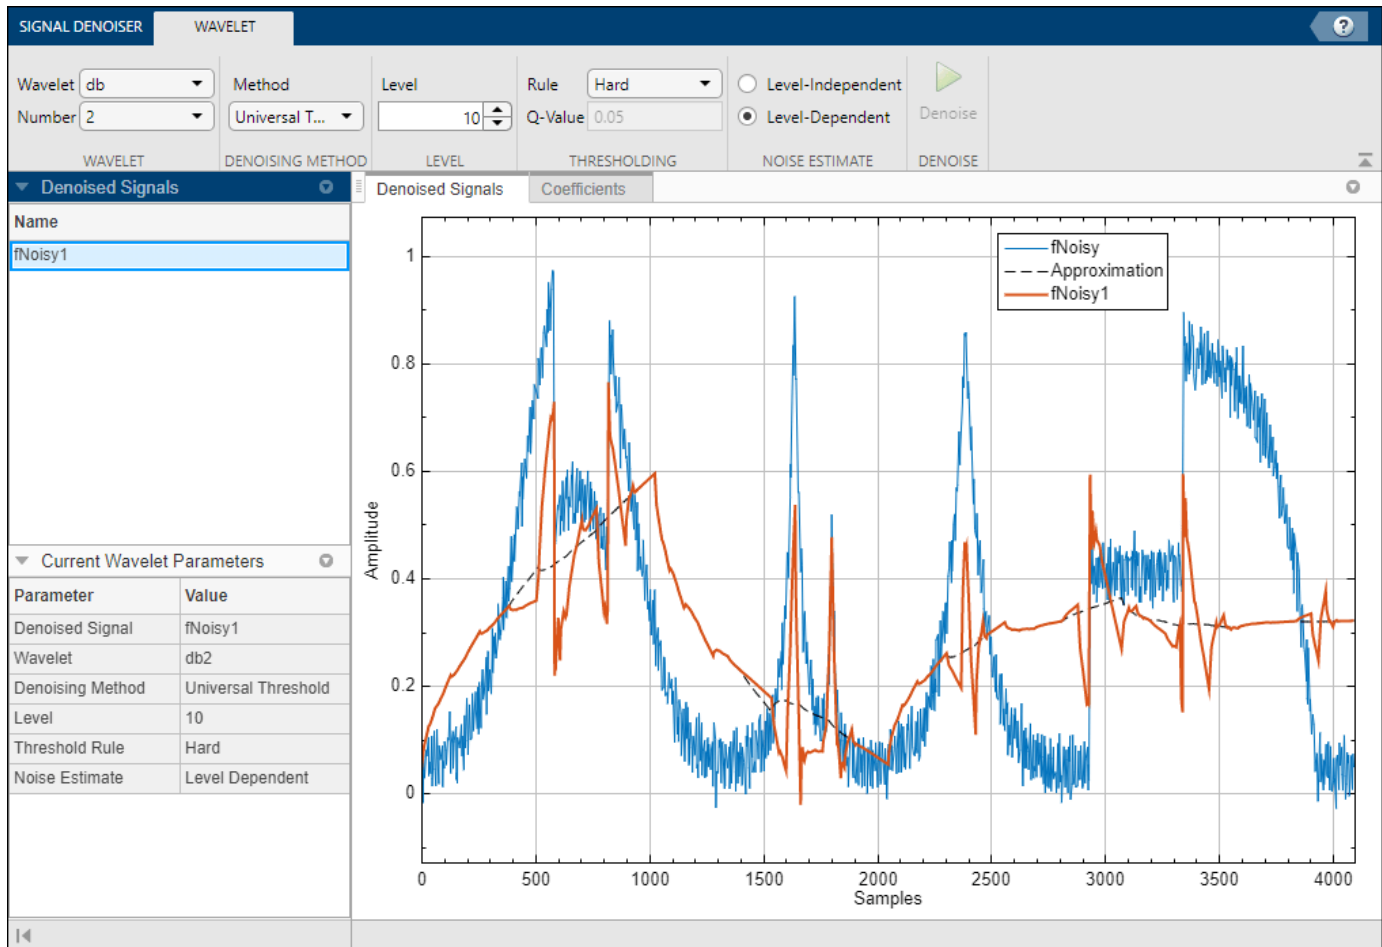 SIGNAL DENOISER WAVELET ?
Wavelet db Method Level Rule Hard Level-Independent
Number 2 Universal T... 10 Q-Value 0.05 Level-Dependent Denoise
WAVELET DENOISING METHOD LEVEL THRESHOLDING NOISE ESTIMATE DENOISE
Denoised Signals
Name
fNoisy1
Current Wavelet Parameters
Parameter Value
Denoised Signal fNoisy1
Wavelet db2
Denoising Method Universal Threshold
Level 10
Threshold Rule Hard
Noise Estimate Level Dependent
Denoised Signals Coefficients
fNoisy
Approximation
fNoisy1
1
0.8
0.6
0.4
0.2
0
Amplitude
0 500 1000 1500 2000 2500 3000 3500 4000
Samples